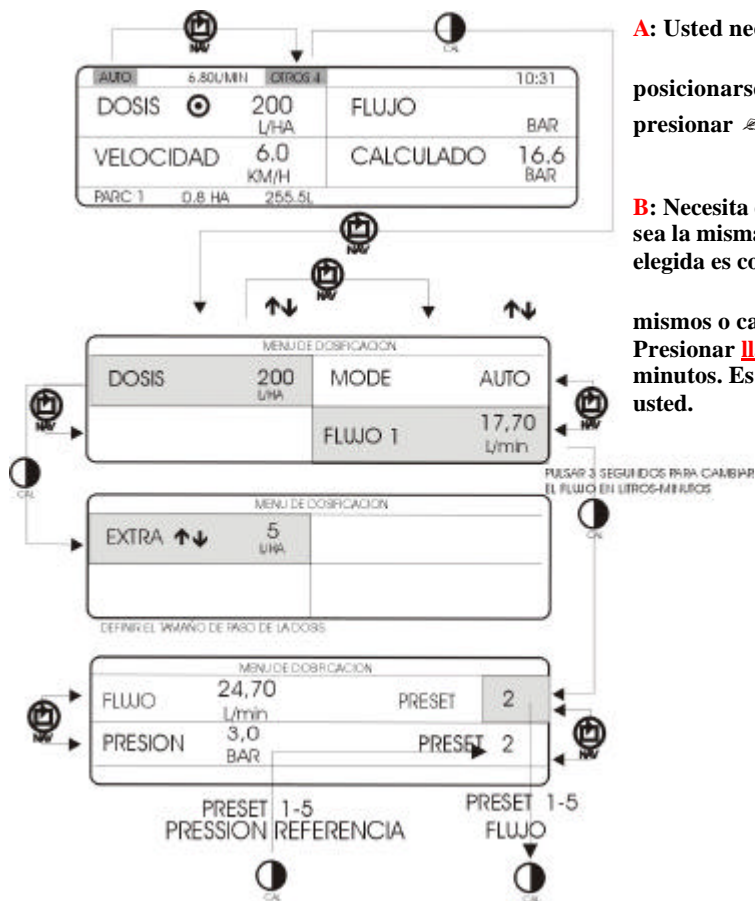 NAV
CAL
AUTO 6.80L/MIN OTROS 4 10:31
DOSIS 200 L/HA FLUJO BAR
VELOCIDAD 6.0 KM/H CALCULADO 16.6 BAR
PARC 1 0.8 HA 255.5L
A: Usted nec
posicionarse
presionar
B: Necesita
sea la misma
elegida es co
mismos o ca
Presionar ll
minutos. Es
usted.
NAV
NAV
MENU DE DOSIFICACION
DOSIS 200 L/HA MODE AUTO
FLUJO 1 17,70 L/min
NAV
NAV
CAL
PULSAR 3 SEGUNDOS PARA CAMBIAR
EL FLUJO EN LITROS-MINUTOS
CAL
MENU DE DOSIFICACION
EXTRA 5 L/HA
DEFINIR EL TAMAÑO DE PASO DE LA DOSIS
MENU DE DOSIFICACION
FLUJO 24,70 L/min PRESET 2
PRESION 3,0 BAR PRESET 2
NAV
NAV
PRESET 1-5
PRESSION REFERENCIA
PRESET 1-5
FLUJO
CAL
CAL